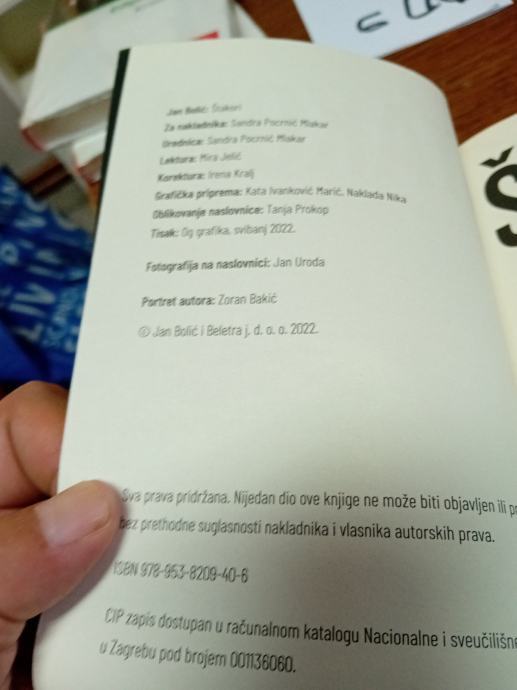 Jan Bolić: Štakori
Za nakladnika: Sandra Pocrnić Mlakar
Urednica: Sandra Pocrnić Mlakar
Lektura: Mira Jelić
Korektura: Irena Kralj
Grafička priprema: Kata Ivanković Marić, Naklada Nika
Oblikovanje naslovnice: Tanja Prokop
Tisak: Og grafika, svibanj 2022.
Fotografija na naslovnici: Jan Uroda
Portret autora: Zoran Bakić
© Jan Bolić i Beletra j. d. o. o. 2022.
Sva prava pridržana. Nijedan dio ove knjige ne može biti objavljen ili pr
bez prethodne suglasnosti nakladnika i vlasnika autorskih prava.
ISBN 978-953-8209-40-6
CIP zapis dostupan u računalnom katalogu Nacionalne i sveučilišne
u Zagrebu pod brojem 001136060.
Š
LIV